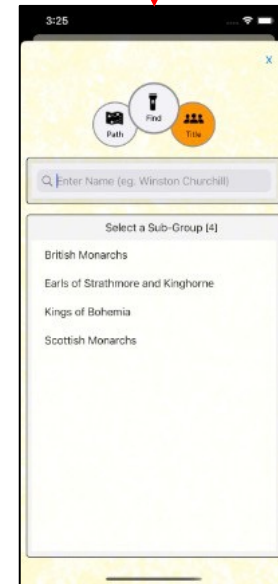 3:25
x
Path
Find
Title
Enter Name (eg. Winston Churchill)
Select a Sub-Group [4]
British Monarchs
Earls of Strathmore and Kinghorne
Kings of Bohemia
Scottish Monarchs